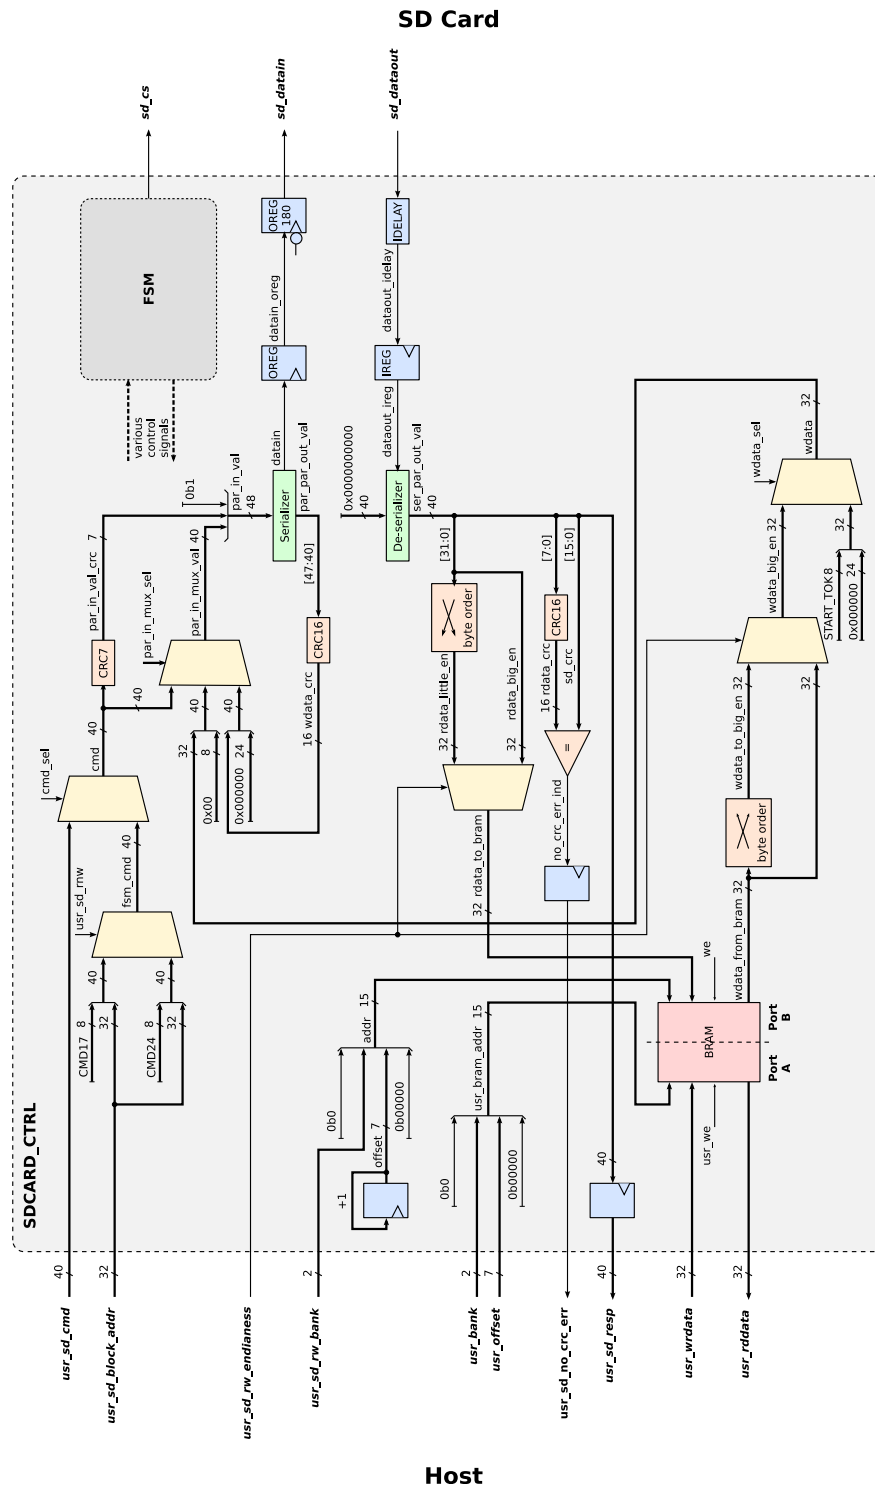 SD Card
sd_cs
sd_datain
sd_dataout
OREG
180
IDELAY
FSM
datain_oreg
dataout_idelay
OREG
IREG
various
control
signals
datain
dataout_ireg
0b1
par_in_val
48
Serializer
par_par_out_val
0x0000000000
40
De-serializer
ser_par_out_val
40
wdata
32
wdata_sel
7
par_in_val_crc
40
par_in_mux_val
par_in_mux_sel
[47:40]
[31:0]
[7:0]
[15:0]
CRC7
CRC16
byte order
CRC16
wdata_big_en
32
32
START_TOK
8
0x000000
24
cmd
40
40
32
8
0x00
40
40
24
0x000000
16
wdata_crc
32
rdata_little_en
32
rdata_big_en
16
rdata_crc
sd_crc
=
wdata_to_big_en
32
32
cmd_sel
no_crc_err_ind
byte order
fsm_cmd
40
usr_sd_rnw
rdata_to_bram
32
wdata_from_bram
32
40
40
CMD17
8
32
CMD24
8
32
addr
15
usr_bram_addr
15
we
BRAM
Port
A
Port
B
0b0
offset
7
0b00000
+1
0b0
0b00000
usr_we
40
SDCARD_CTRL
40
32
2
2
7
40
32
32
usr_sd_cmd
usr_sd_block_addr
usr_sd_rw_endianess
usr_sd_rw_bank
usr_bank
usr_offset
usr_sd_no_crc_err
usr_sd_resp
usr_wrdata
usr_rddata
Host